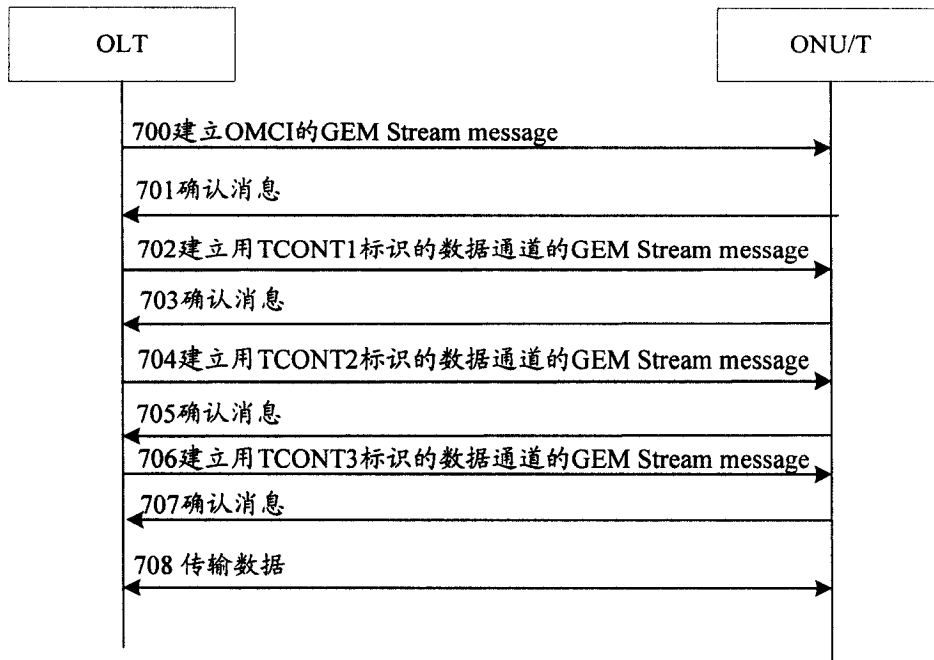 OLT
ONU/T
700建立OMCI的GEM Stream message
701确认消息
702建立用TCONT1标识的数据通道的GEM Stream message
703确认消息
704建立用TCONT2标识的数据通道的GEM Stream message
705确认消息
706建立用TCONT3标识的数据通道的GEM Stream message
707确认消息
708 传输数据